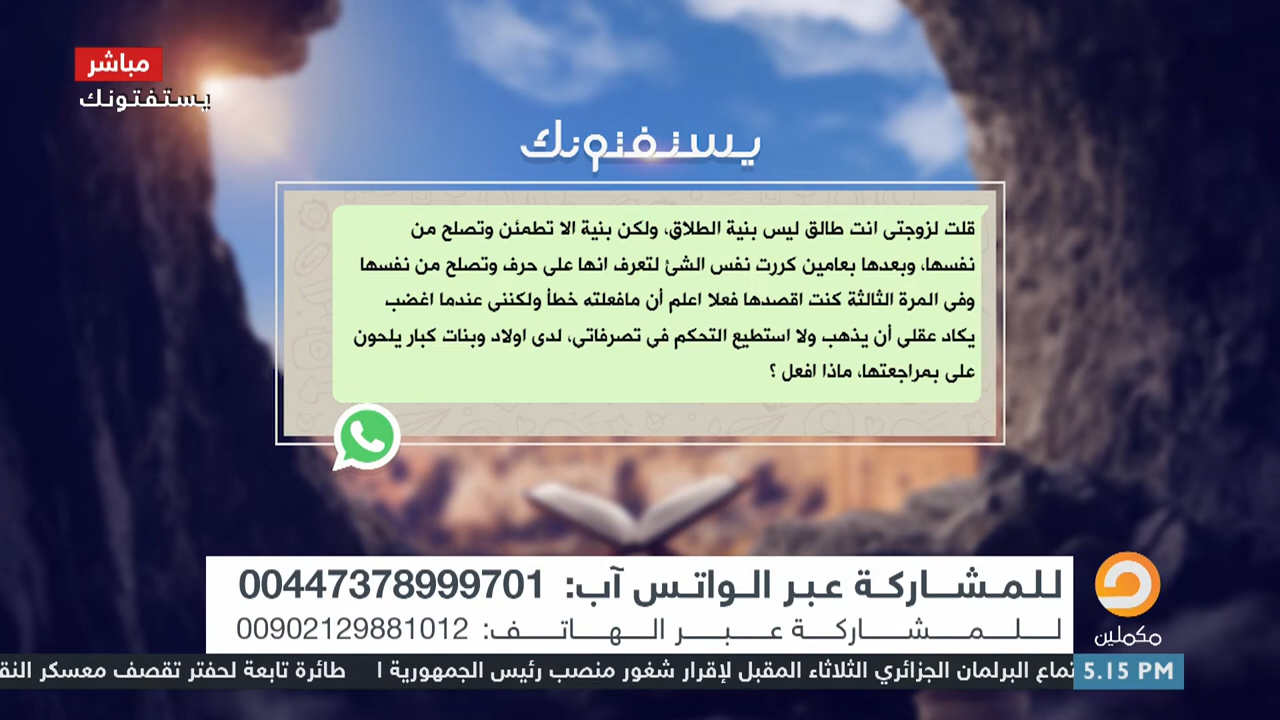 مباشر
يستفتونك
يستفتونك
قلت لزوجتى انت طالق ليس بنية الطلاق، ولكن بنية الا تطمئن وتصلح من
نفسها، وبعدها بعامين كررت نفس الشئ لتعرف انها على حرف وتصلح من نفسها
وفى المرة الثالثة كنت اقصدها فعلا اعلم أن مافعلته خطأ ولكننى عندما اغضب
يكاد عقلى أن يذهب ولا استطيع التحكم فى تصرفاتى، لدى اولاد وبنات كبار يلحون
على بمراجعتها، ماذا افعل ؟
للمشاركة عبر الواتس آب: 00447378999701
للمشاركة عبر الهاتف: 00902129881012
مكملين
تماع البرلمان الجزائري الثلاثاء المقبل لإقرار شغور منصب رئيس الجمهورية ا طائرة تابعة لحفتر تقصف معسكر النق
5.15 PM